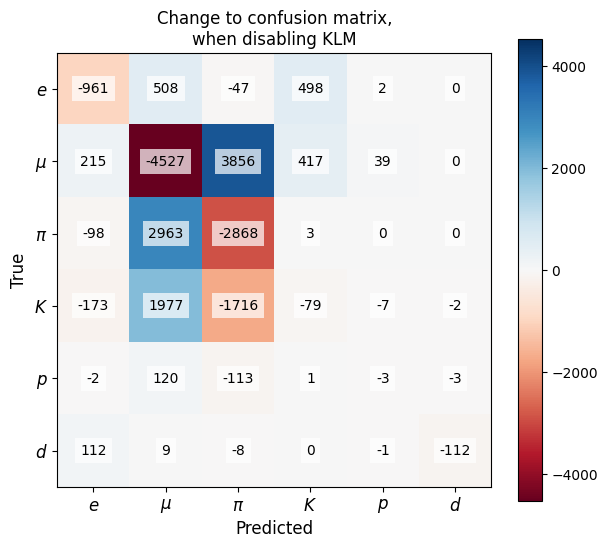 Change to confusion matrix,
when disabling KLM
True
e -961 508 -47 498 2 0
μ 215 -4527 3856 417 39 0
π -98 2963 -2868 3 0 0
K -173 1977 -1716 -79 -7 -2
p -2 120 -113 1 -3 -3
d 112 9 -8 0 -1 -112
e μ π K p d
Predicted
4000
2000
0
−2000
−4000